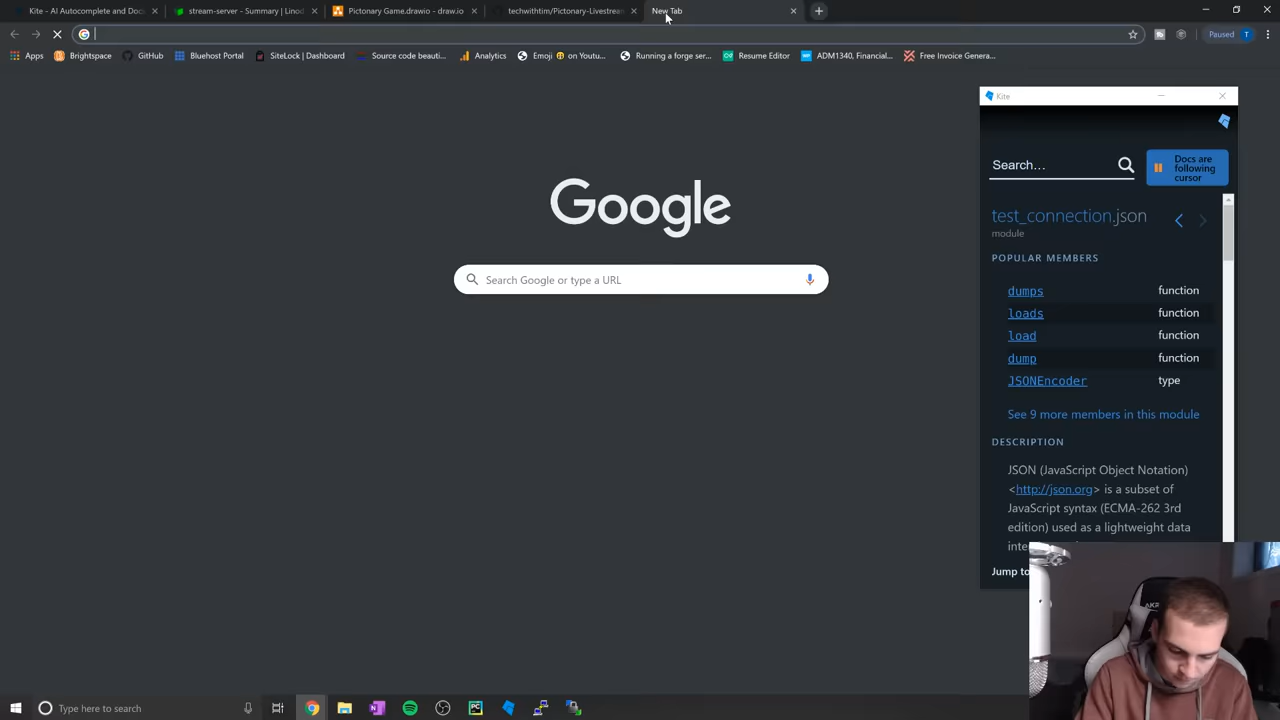 Kite - AI Autocomplete and Doc
stream-server - Summary | Linod
Pictonary Game.drawio - draw.io
techwithtim/Pictonary-Livestrea
New Tab
Paused
T
Apps
Brightspace
GitHub
Bluehost Portal
SiteLock | Dashboard
Source code beauti...
Analytics
Emoji 😀 on Youtu...
Running a forge ser...
Resume Editor
ADM1340, Financial...
Free Invoice Genera...
Google
Search Google or type a URL
Kite
Search...
Docs are
following
cursor
test_connection.json
module
POPULAR MEMBERS
dumps function
loads function
load function
dump function
JSONEncoder type
See 9 more members in this module
DESCRIPTION
JSON (JavaScript Object Notation)
<http://json.org> is a subset of
JavaScript syntax (ECMA-262 3rd
edition) used as a lightweight data
Jump to
Type here to search